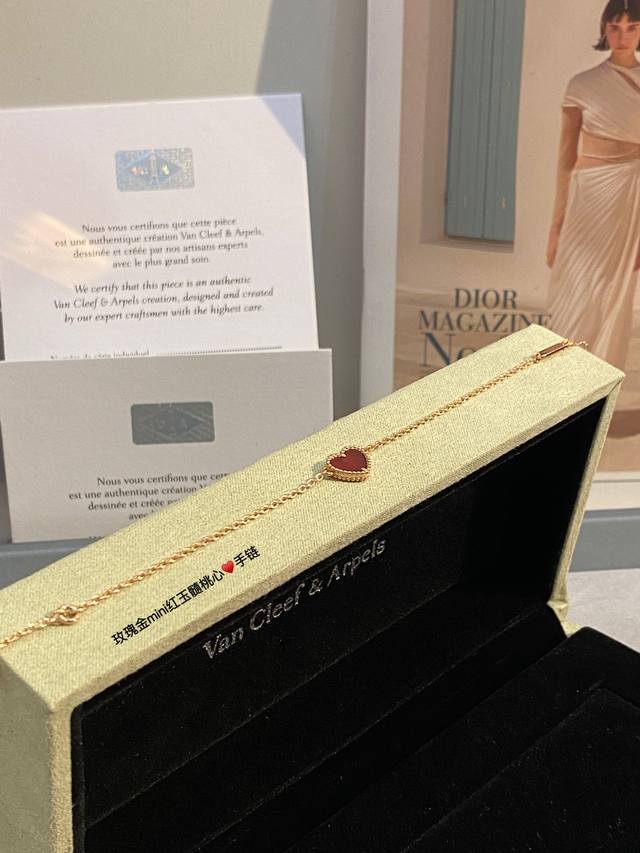 Nous vous certifions que cette pièce
est une authentique création Van Cleef & Arpels,
dessinée et créée par nos artisans experts
avec le plus grand soin.
We certify that this piece is an authentic
Van Cleef & Arpels creation, designed and created
by our expert craftsmen with the highest care.
Nous vous certifions que cet
est une authentique création V
dessinée et créée p
avec
DIOR
MAGAZINE
No
玫瑰金mini红玉髓桃心❤️手链
Van Cleef & Arpels